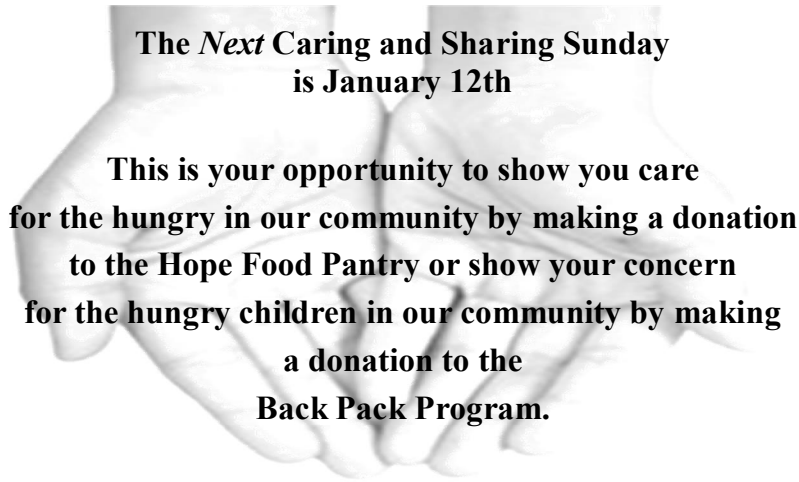 The Next Caring and Sharing Sunday
is January 12th
This is your opportunity to show you care
for the hungry in our community by making a donation
to the Hope Food Pantry or show your concern
for the hungry children in our community by making
a donation to the
Back Pack Program.